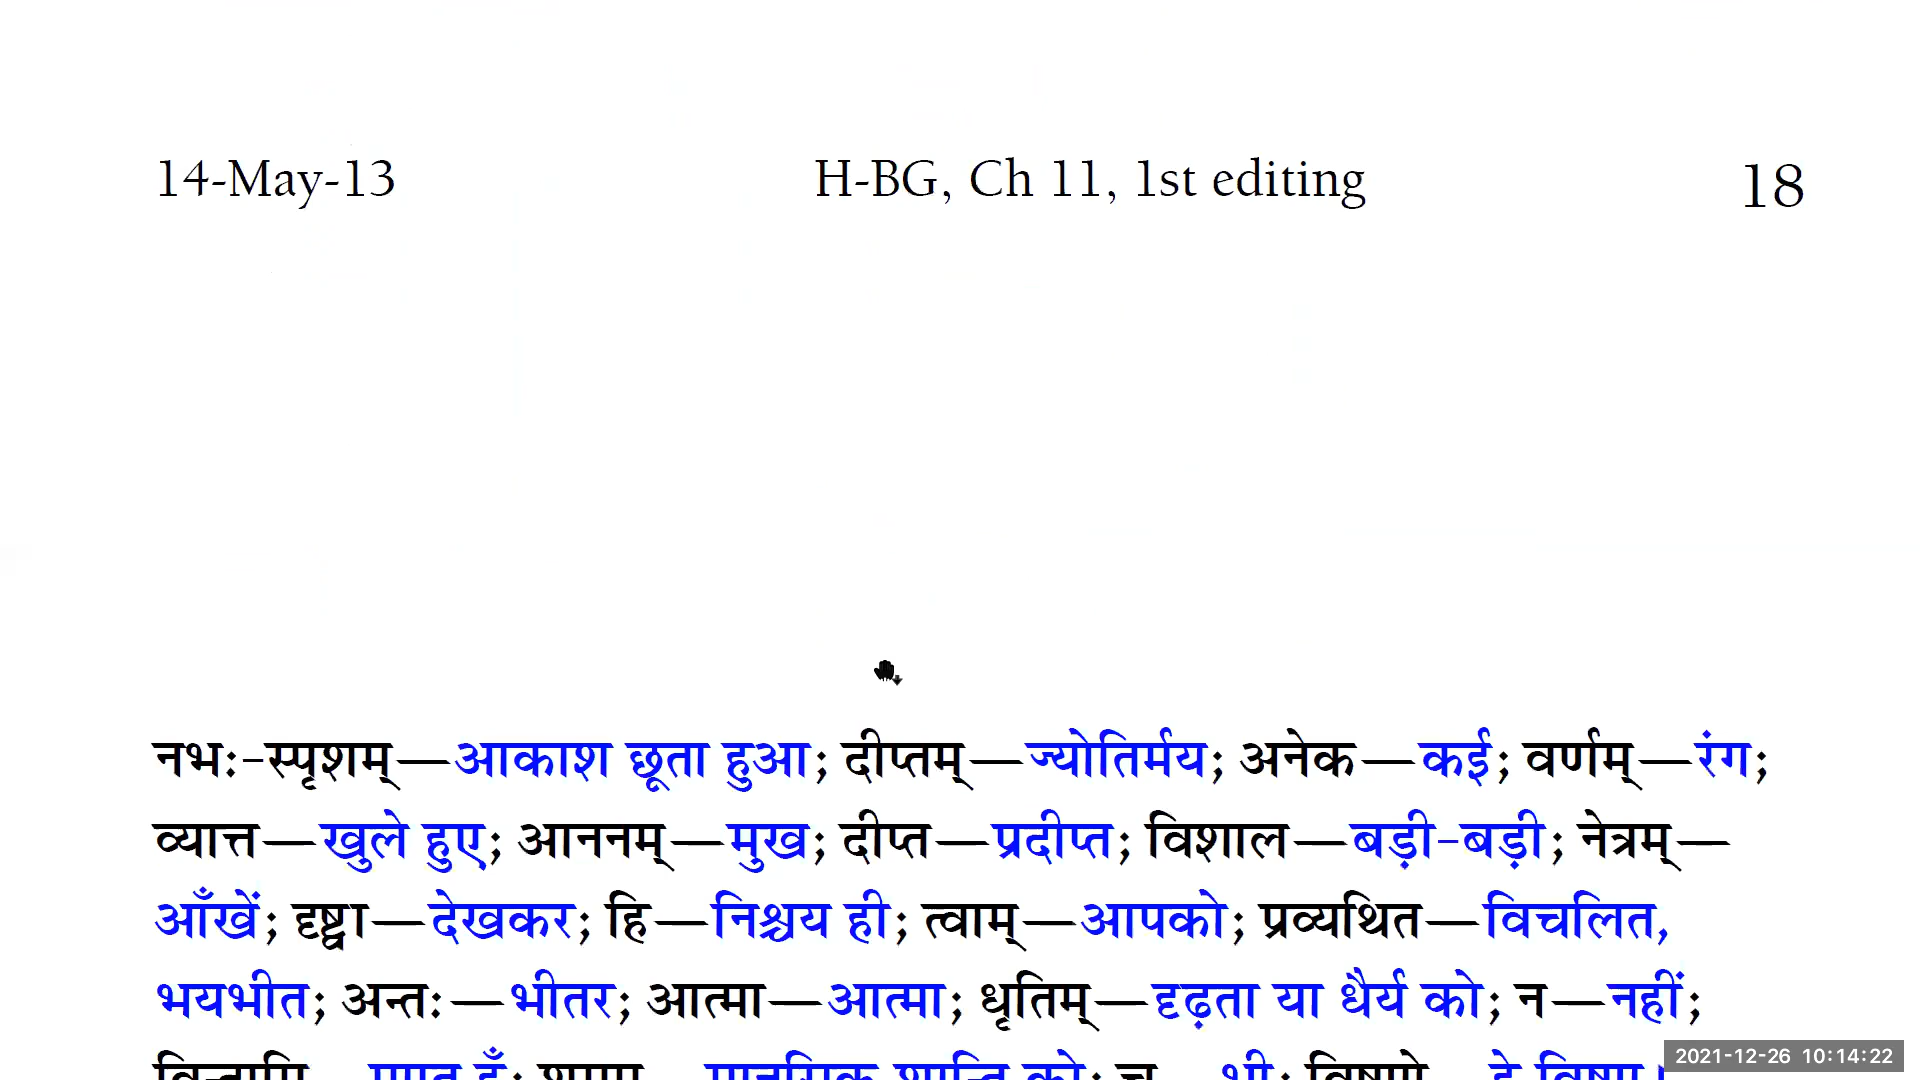 14-May-13 H-BG, Ch 11, 1st editing 18
नभः-स्पृशम्—आकाश छूता हुआ; दीप्तम्—ज्योतिर्मय; अनेक—कई; वर्णम्—रंग;
व्यात्त—खुले हुए; आननम्—मुख; दीप्त—प्रदीप्त; विशाल—बड़ी-बड़ी; नेत्रम्—
आँखें; दृष्ट्वा—देखकर; हि—निश्चय ही; त्वाम्—आपको; प्रव्यथित—विचलित,
भयभीत; अन्तः—भीतर; आत्मा—आत्मा; धृतिम्—दृढ़ता या धैर्य को; न—नहीं;
2021-12-26 10:14:22